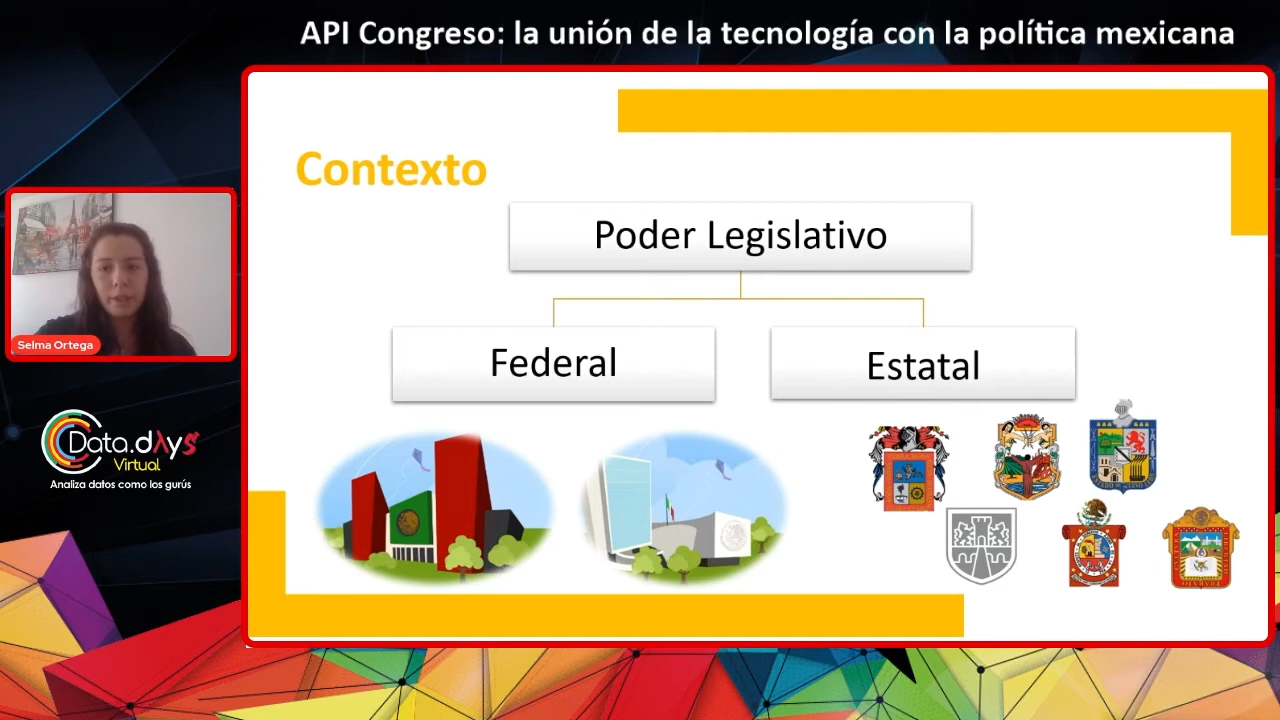 API Congreso: la unión de la tecnología con la política mexicana
Contexto
Poder Legislativo
Federal
Estatal
Selma Ortega
Data.dAys
Virtual
Analiza datos como los gurús